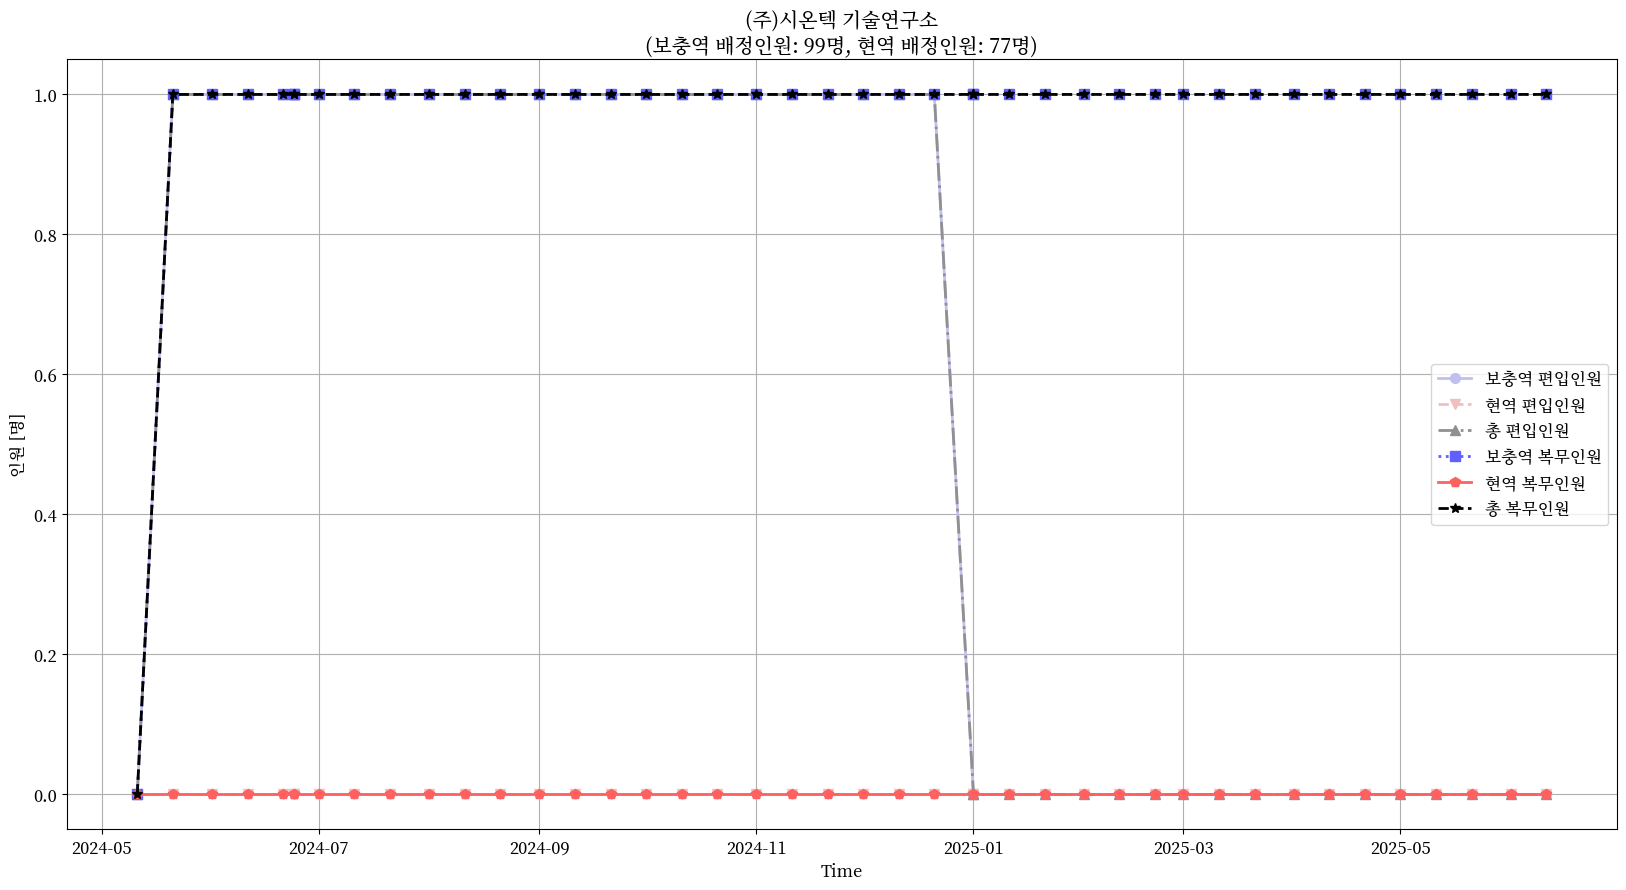 (주)시온텍 기술연구소
(보충역 배정인원: 99명, 현역 배정인원: 77명)
인원 [명]
1.0
0.8
0.6
0.4
0.2
0.0
보충역 편입인원
현역 편입인원
총 편입인원
보충역 복무인원
현역 복무인원
총 복무인원
2024-05 2024-07 2024-09 2024-11 2025-01 2025-03 2025-05
Time